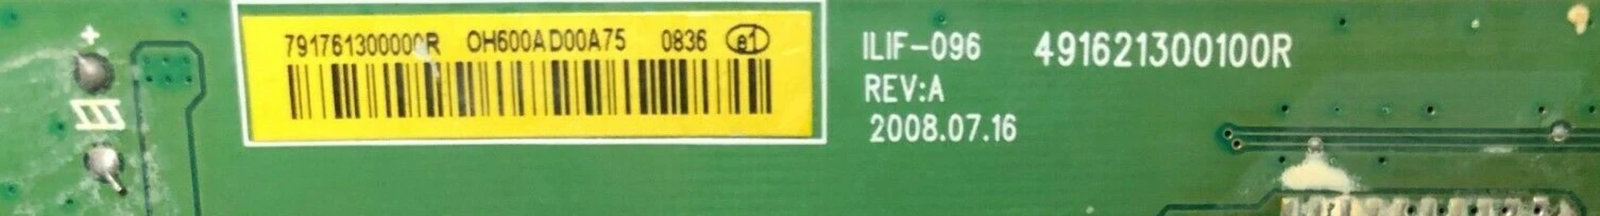 791761300000R OH600AD00A75 0836 e1
ILIF-096 491621300100R
REV:A
2008.07.16
+